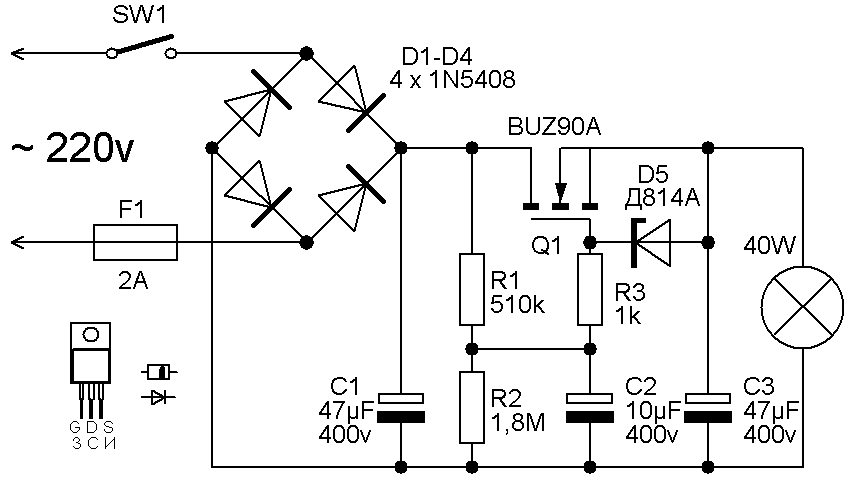 SW1
D1-D4
4 x 1N5408
~ 220v
BUZ90A
D5
Д814А
F1
2A
Q1
40W
R1
510k
R3
1k
C1
47µF
400v
R2
1,8M
C2
10µF
400v
C3
47µF
400v
G D S
З С И